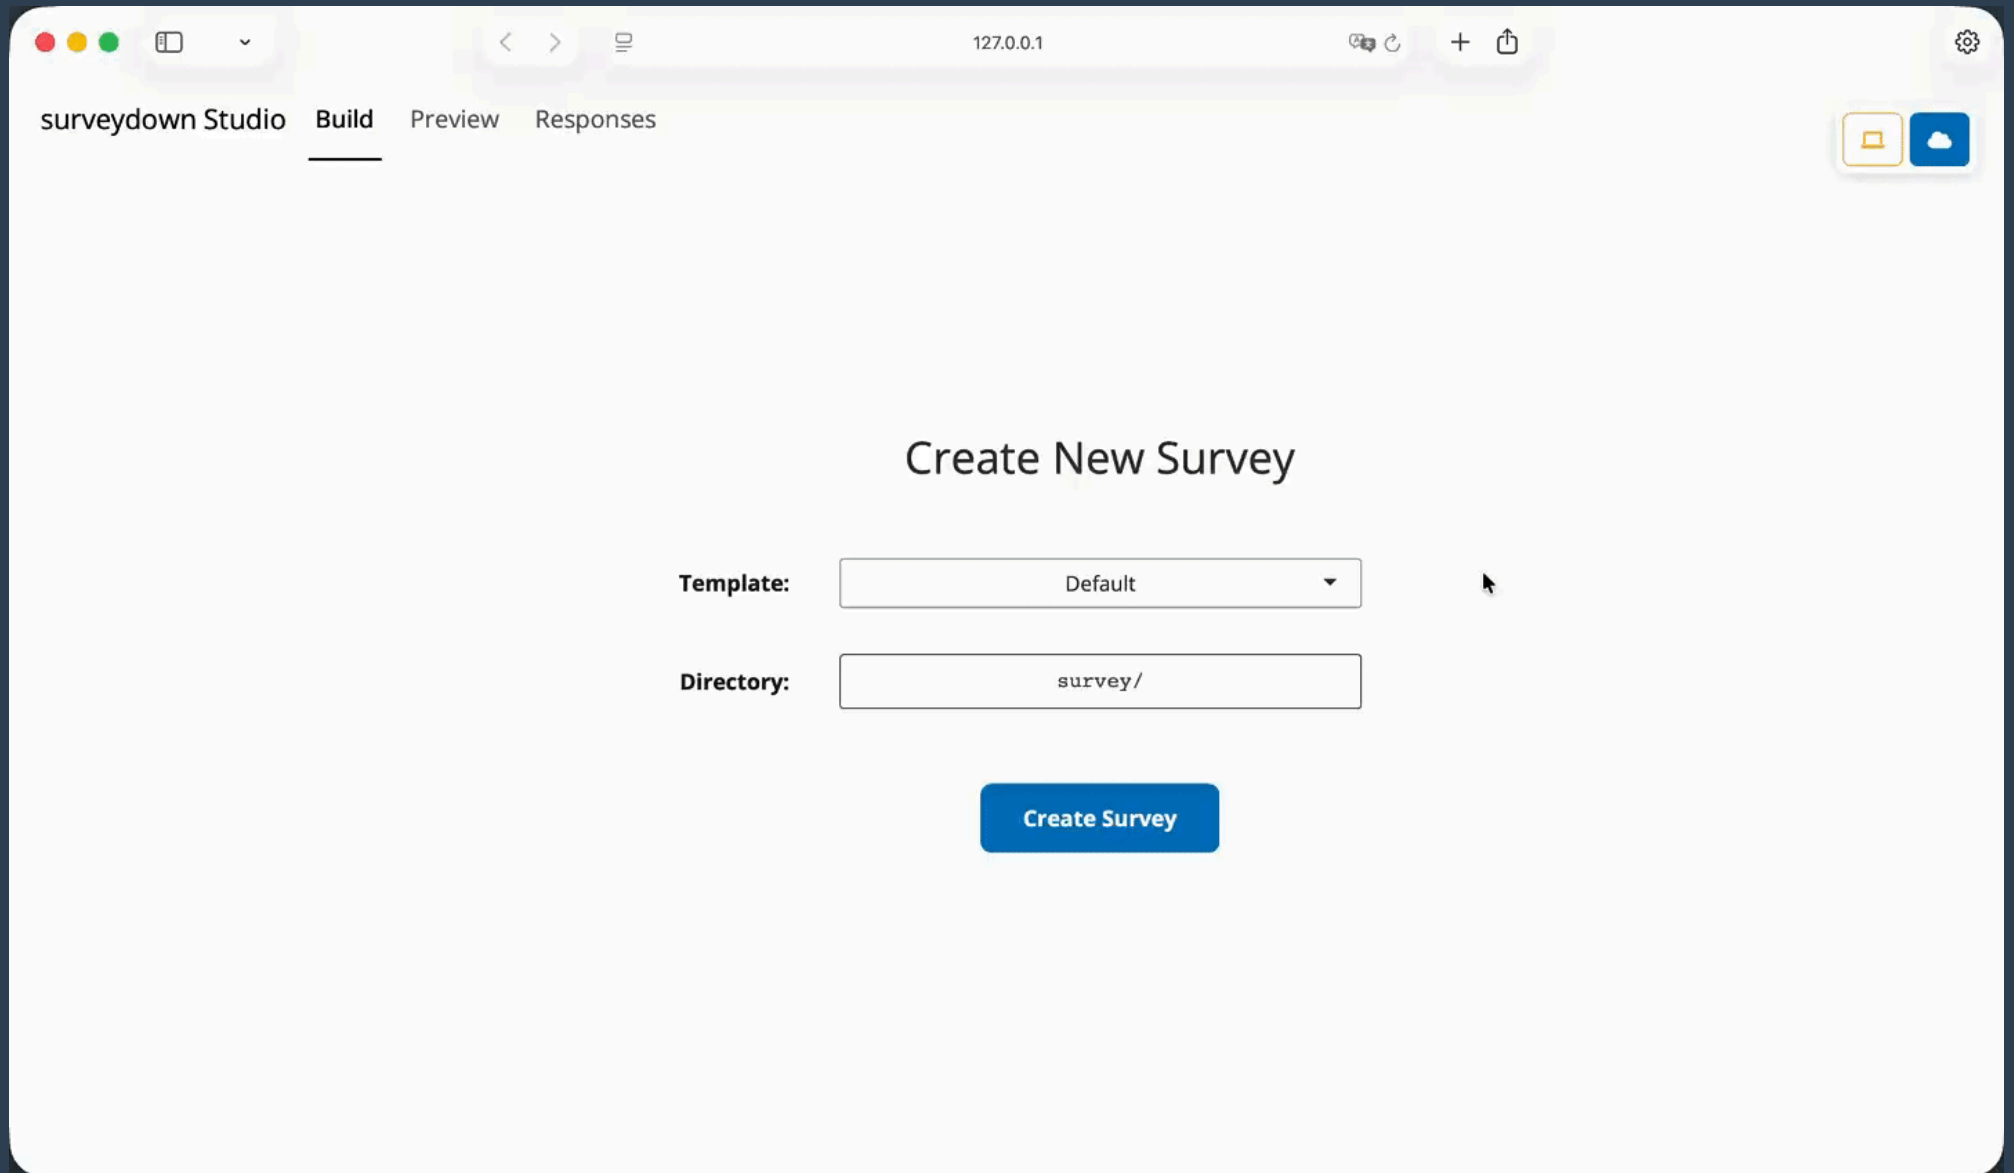 127.0.0.1
surveydown Studio Build Preview Responses
Create New Survey
Template: Default
Directory: survey/
Create Survey